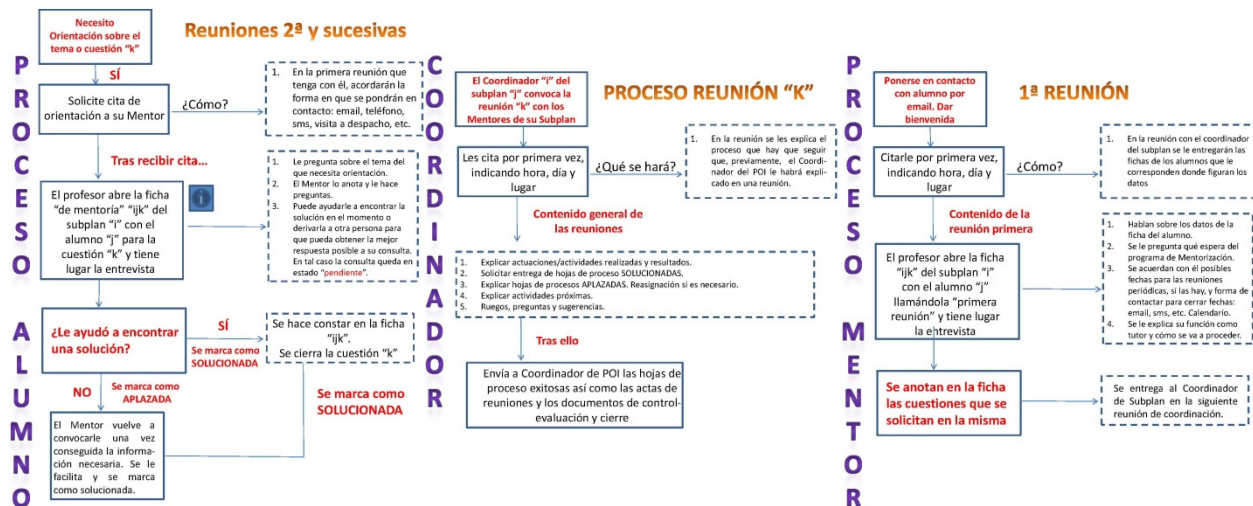 PROCESO ALUMNO
Reuniones 2ª y sucesivas
Necesito
Orientación sobre el
tema o cuestión “k”
SÍ
Solicite cita de
orientación a su Mentor
¿Cómo?
1. En la primera reunión que
tenga con él, acordarán la
forma en que se pondrán en
contacto: email, teléfono,
sms, visita a despacho, etc.
Tras recibir cita...
El profesor abre la ficha
“de mentoría” “ijk” del
subplan “i” con el
alumno “j” para la
cuestión “k” y tiene
lugar la entrevista
i
1. Le pregunta sobre el tema del
que necesita orientación.
2. El Mentor lo anota y le hace
preguntas.
3. Puede ayudarle a encontrar la
solución en el momento o
derivarla a otra persona para
que pueda obtener la mejor
respuesta posible a su consulta.
En tal caso la consulta queda en
estado “pendiente”.
¿Le ayudó a encontrar
una solución?
SÍ
Se marca como
SOLUCIONADA
Se hace constar en la ficha
“ijk”.
Se cierra la cuestión “k”
NO
Se marca como
APLAZADA
Se marca como
SOLUCIONADA
El Mentor vuelve a
convocarle una vez
conseguida la información
necesaria. Se le
facilita y se marca
como solucionada.
COORDINADOR
PROCESO REUNIÓN “K”
El Coordinador “i” del
subplan “j” convoca la
reunión “k” con los
Mentores de su Subplan
Les cita por primera vez,
indicando hora, día y
lugar
¿Qué se hará?
1. En la reunión se les explica el
proceso que hay que seguir
que, previamente, el Coordi-
nador del POI le habrá expli-
cado en una reunión.
Contenido general de
las reuniones
1. Explicar actuaciones/actividades realizadas y resultados.
2. Solicitar entrega de hojas de proceso SOLUCIONADAS.
3. Explicar hojas de procesos APLAZADAS. Reasignación si es necesario.
4. Explicar actividades próximas.
5. Ruegos, preguntas y sugerencias.
Tras ello
Envía a Coordinador de POI las hojas de
proceso exitosas así como las actas de
reuniones y los documentos de control-
evaluación y cierre
PROCESO MENTOR
1ª REUNIÓN
Ponerse en contacto
con alumno por
email. Dar
bienvenida
Citarle por primera vez,
indicando hora, día y
lugar
¿Cómo?
1. En la reunión con el coordinador
del subplan se le entregarán las
fichas de los alumnos que le
corresponden donde figuran los
datos
Contenido de la
reunión primera
El profesor abre la ficha
“ijk” del subplan “i”
con el alumno “j”
llamándola “primera
reunión” y tiene lugar
la entrevista
1. Hablan sobre los datos de la
ficha del alumno.
2. Se le pregunta qué espera del
programa de Mentorización.
3. Se acuerdan con él posibles
fechas para las reuniones
periódicas, si las hay, y forma de
contactar para cerrar fechas:
email, sms, etc. Calendario.
4. Se le explica su función como
tutor y cómo se va a proceder.
Se anotan en la ficha
las cuestiones que se
solicitan en la misma
Se entrega al Coordinador
de Subplan en la siguiente
reunión de coordinación.